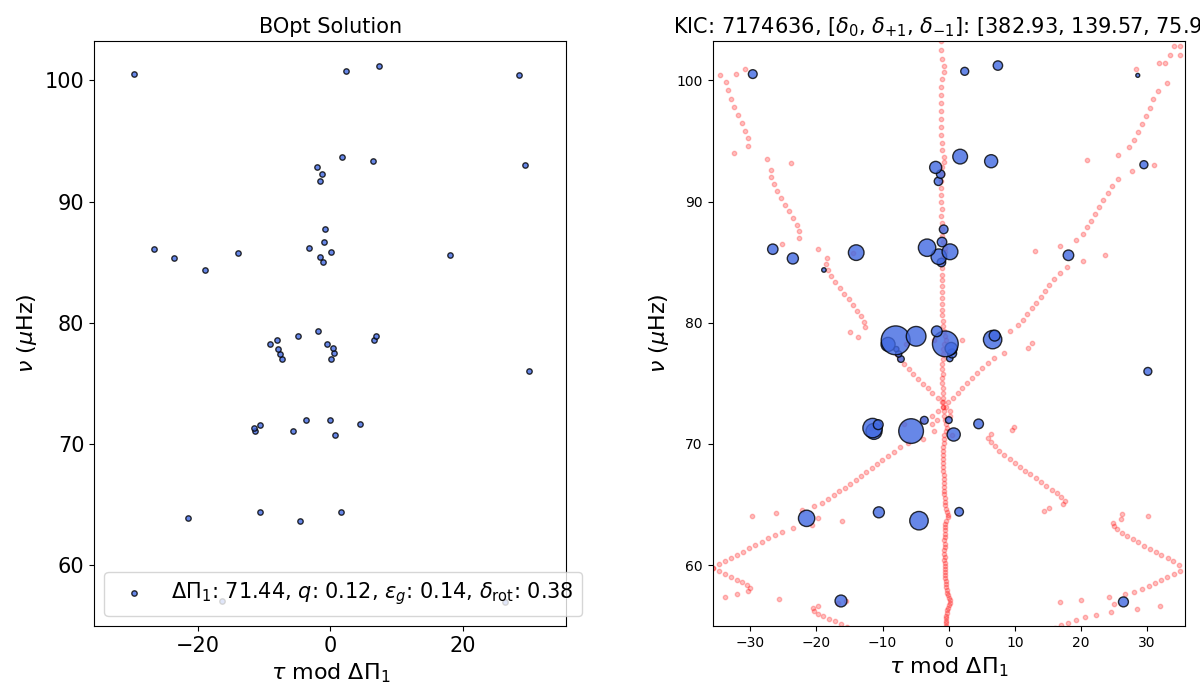 BOpt Solution
KIC: 7174636, [δ₀, δ₊₁, δ₋₁]: [382.93, 139.57, 75.9
100
90
80
70
60
ν (μHz)
ΔΠ₁: 71.44, q: 0.12, ε_g: 0.14, δ_rot: 0.38
−20
0
20
τ mod ΔΠ₁
100
90
80
70
60
ν (μHz)
−30
−20
−10
0
10
20
30
τ mod ΔΠ₁